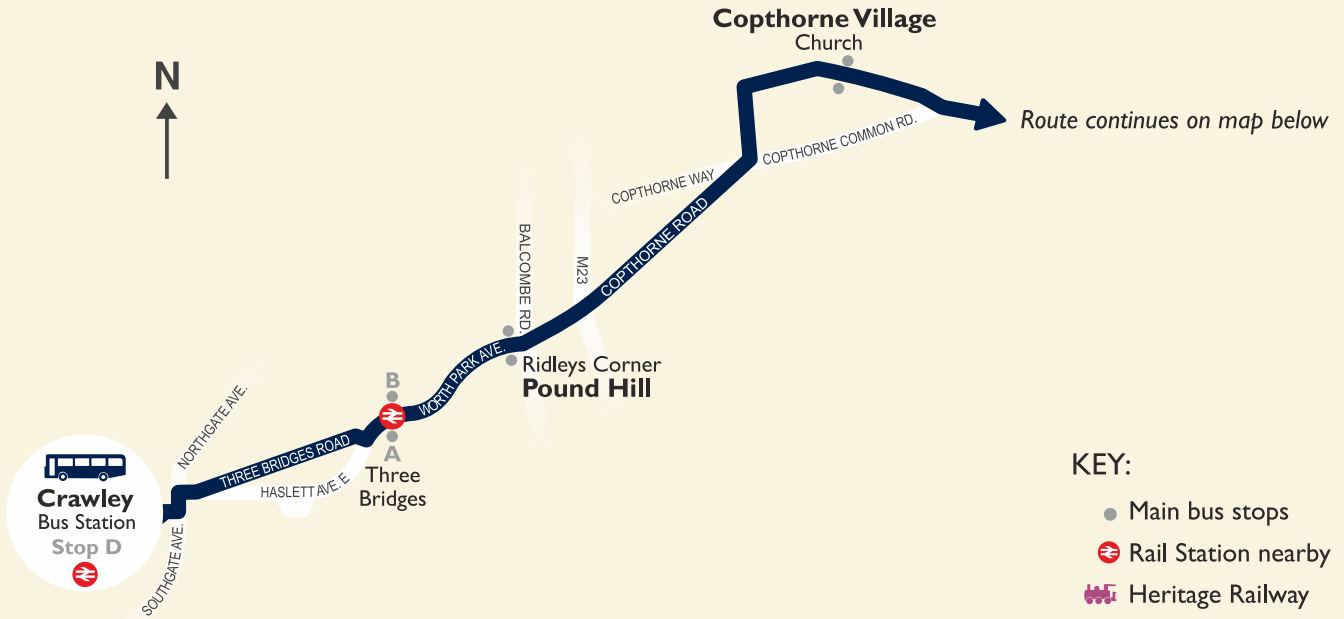 Copthorne Village
Church
N
Route continues on map below
COPTHORNE COMMON RD.
COPTHORNE WAY
COPTHORNE ROAD
BALCOMBE RD.
M23
WORTH PARK AVE.
Ridleys Corner
Pound Hill
B
A
Three
Bridges
NORTHGATE AVE.
THREE BRIDGES ROAD
HASLETT AVE. E
Crawley
Bus Station
Stop D
SOUTHGATE AVE.
KEY:
Main bus stops
Rail Station nearby
Heritage Railway